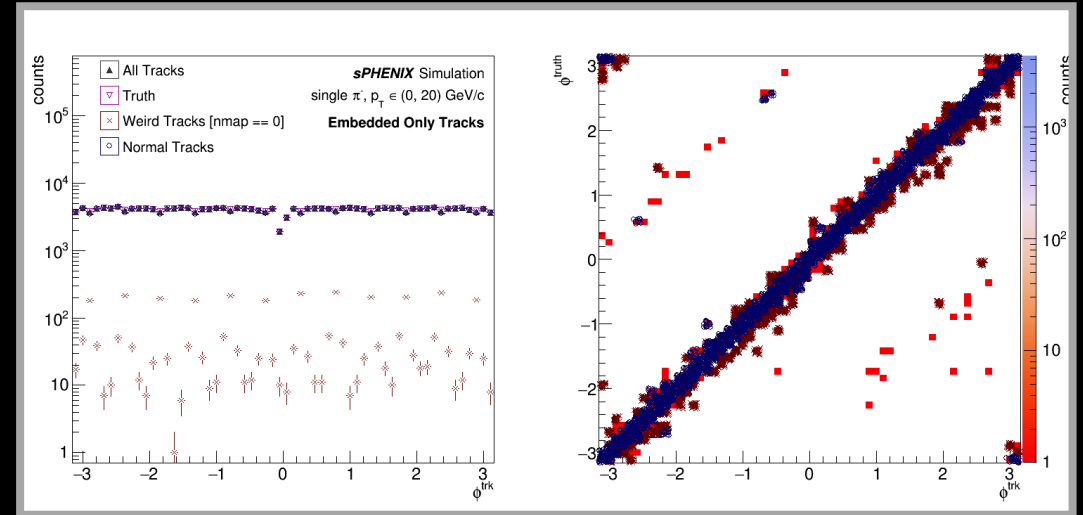 counts
10⁵
10⁴
10³
10²
10
1
All Tracks
Truth
Weird Tracks [nmap == 0]
Normal Tracks
sPHENIX Simulation
single π⁻, p_T ∈ (0, 20) GeV/c
Embedded Only Tracks
−3 −2 −1 0 1 2 3
ϕ^trk
ϕ^truth
3
2
1
0
−1
−2
−3
−3 −2 −1 0 1 2 3
ϕ^trk
counts
10³
10²
10
1